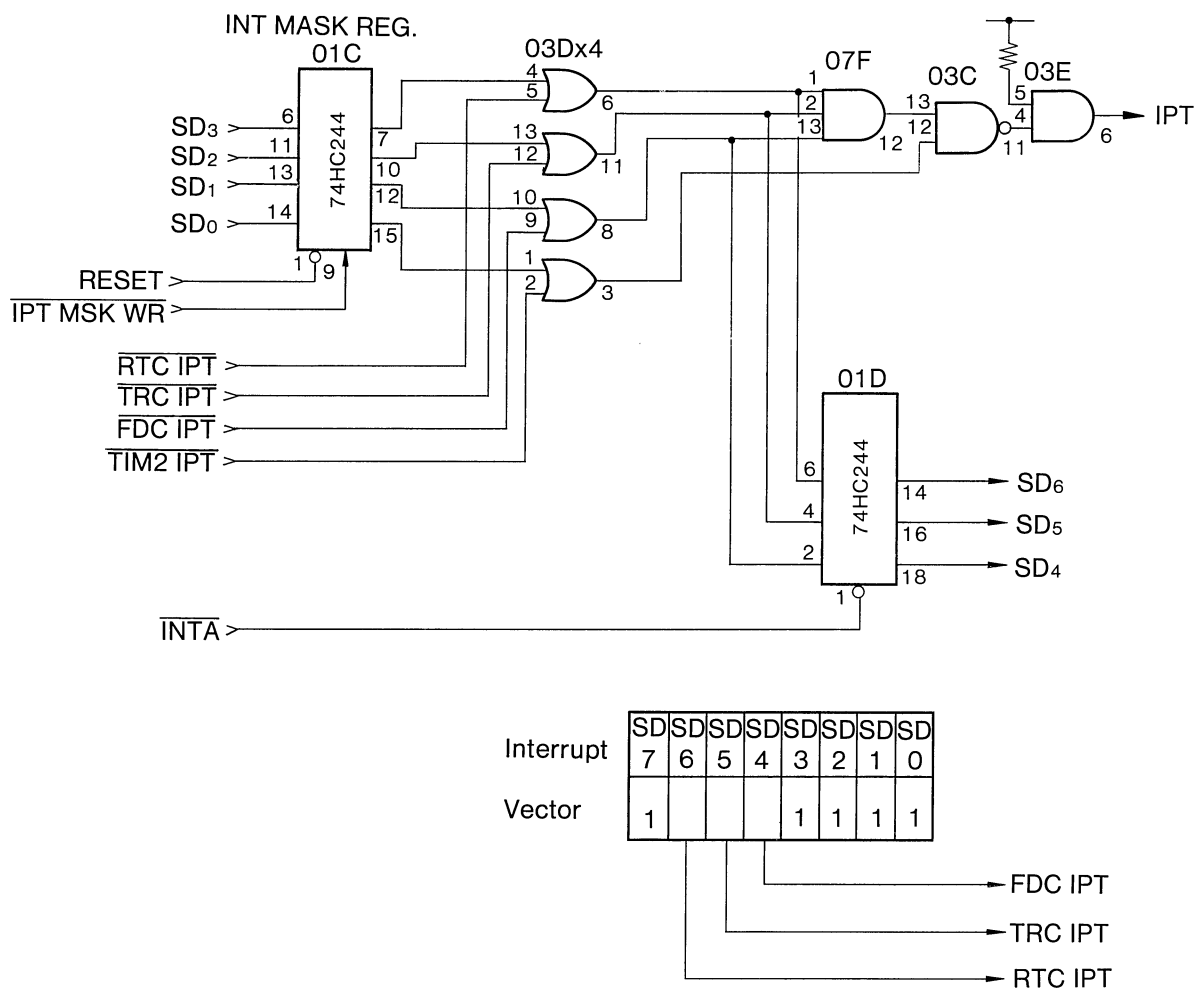 INT MASK REG.
01C
03Dx4
07F
03C
03E
74HC244
SD3
SD2
SD1
SD0
6
11
13
14
7
10
12
15
1
9
RESET
IPT MSK WR
4
5
6
13
12
11
10
9
8
1
2
3
1
2
13
12
13
12
11
5
4
6
IPT
RTC IPT
TRC IPT
FDC IPT
TIM2 IPT
01D
74HC244
6
4
2
14
16
18
1
SD6
SD5
SD4
INTA
Interrupt
SD SD SD SD SD SD SD SD
7 6 5 4 3 2 1 0
Vector
1 1 1 1 1
FDC IPT
TRC IPT
RTC IPT